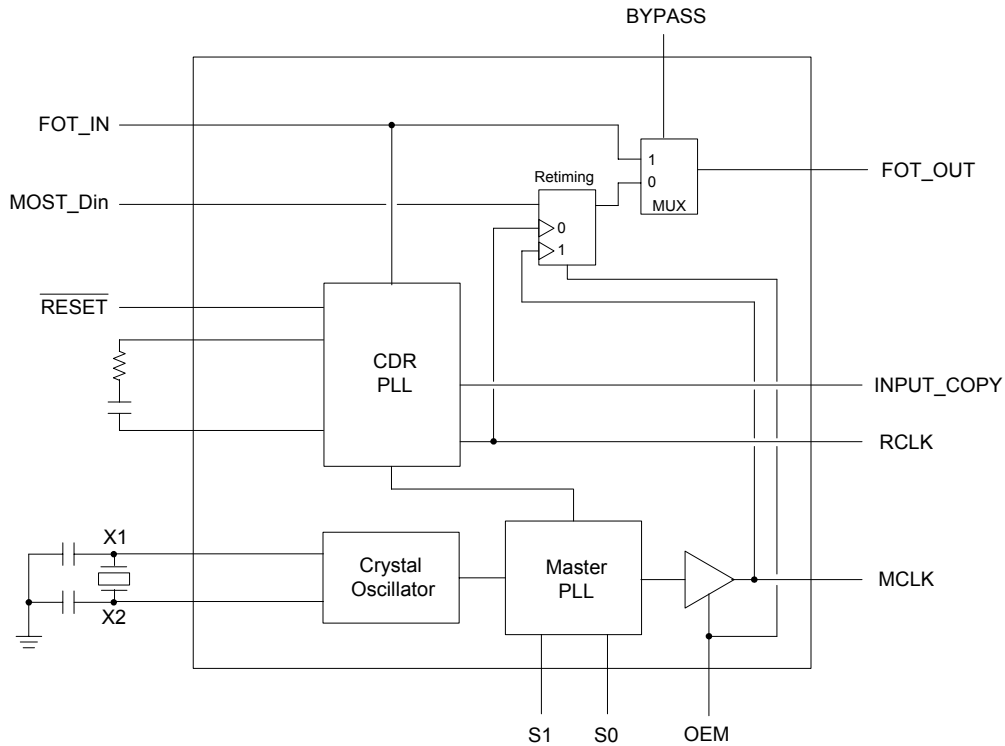 BYPASS
FOT_IN
1
FOT_OUT
Retiming
0
MOST_Din
MUX
0
1
RESET
CDR
PLL
INPUT_COPY
RCLK
X1
Crystal
Oscillator
Master
PLL
MCLK
X2
S1
S0
OEM